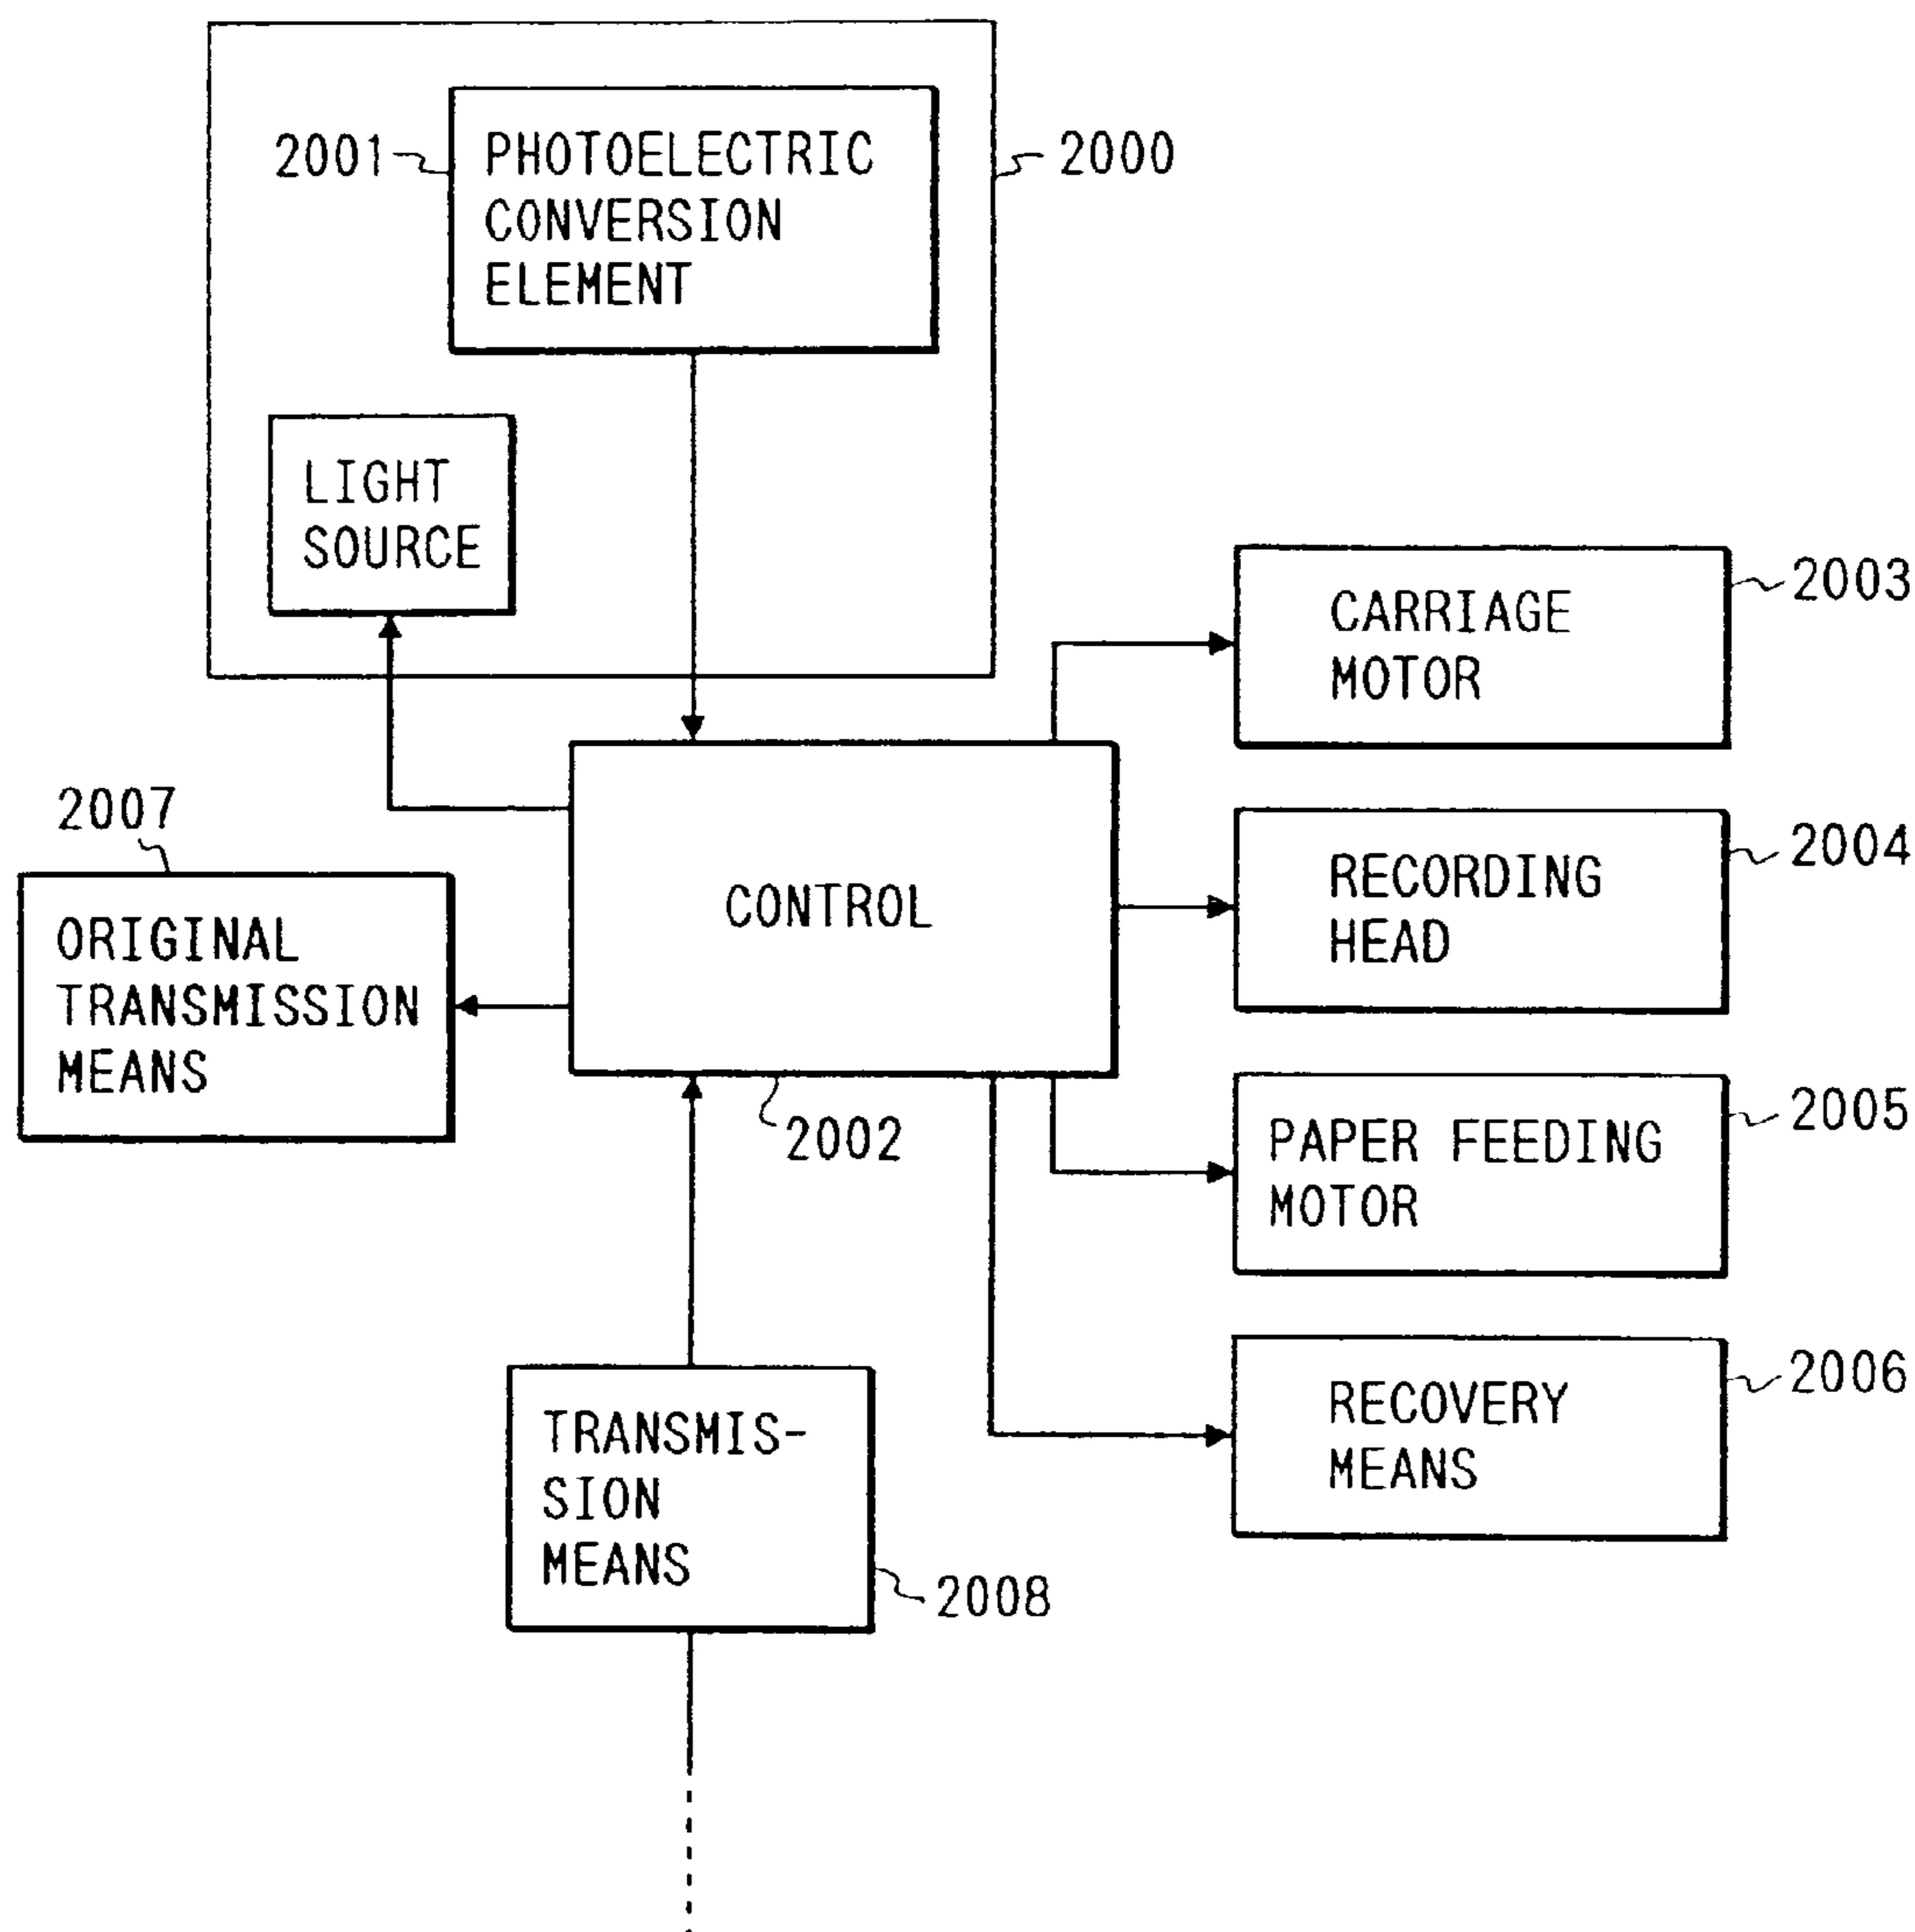 2001
PHOTOELECTRIC
CONVERSION
ELEMENT
2000
LIGHT
SOURCE
CARRIAGE
MOTOR
2003
2007
ORIGINAL
TRANSMISSION
MEANS
CONTROL
2002
RECORDING
HEAD
2004
PAPER FEEDING
MOTOR
2005
TRANSMIS-
SION
MEANS
2008
RECOVERY
MEANS
2006